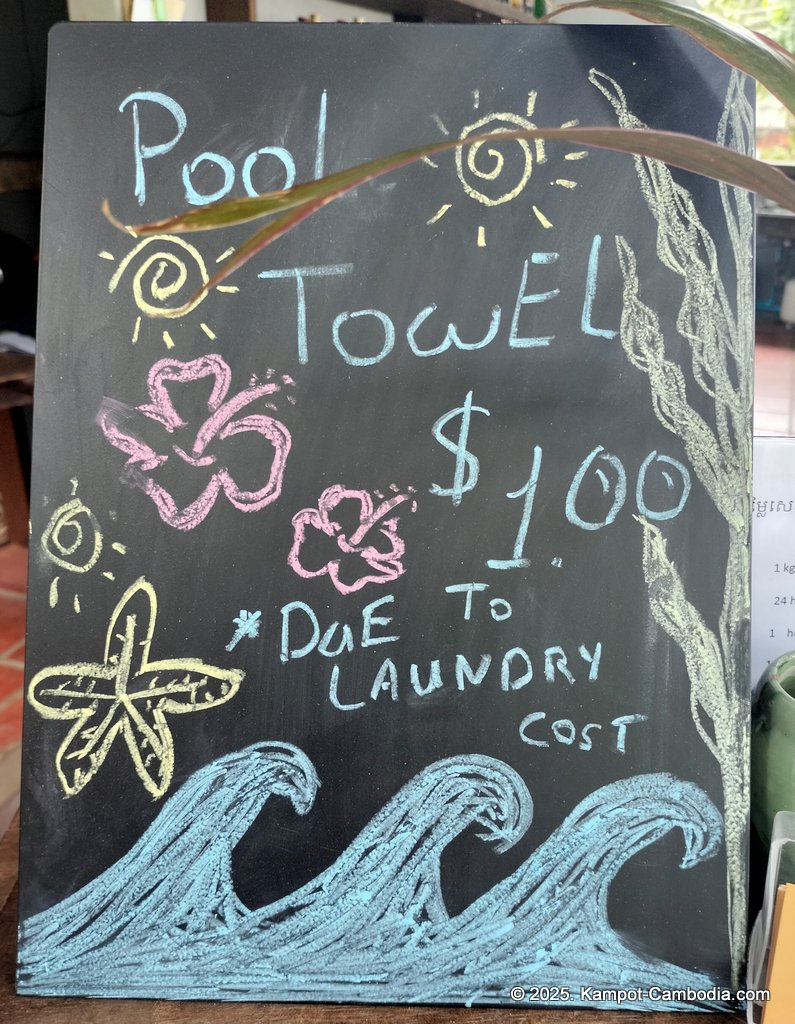 Pool
TOWEL
$1.00
*DuE TO
LAUNDRY
COST
1 kg
24 h
1
© 2025. Kampot-Cambodia.com